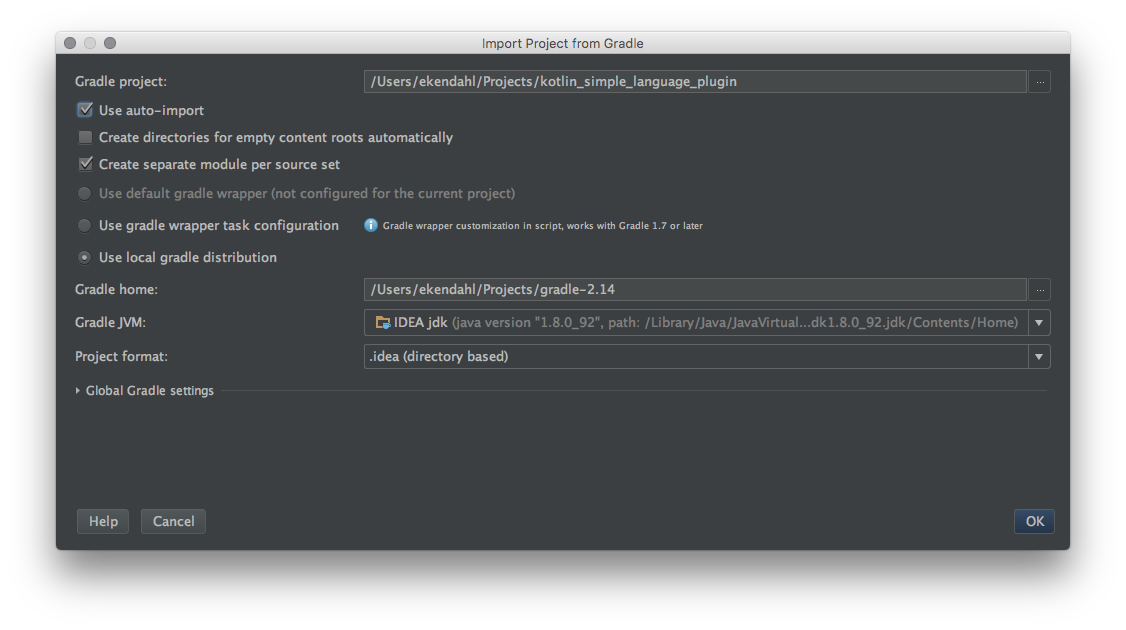 Import Project from Gradle
Gradle project: /Users/ekendahl/Projects/kotlin_simple_language_plugin ...
Use auto-import
Create directories for empty content roots automatically
Create separate module per source set
Use default gradle wrapper (not configured for the current project)
Use gradle wrapper task configuration Gradle wrapper customization in script, works with Gradle 1.7 or later
Use local gradle distribution
Gradle home: /Users/ekendahl/Projects/gradle-2.14 ...
Gradle JVM: IDEA jdk (java version "1.8.0_92", path: /Library/Java/JavaVirtual...dk1.8.0_92.jdk/Contents/Home)
Project format: .idea (directory based)
Global Gradle settings
Help Cancel OK